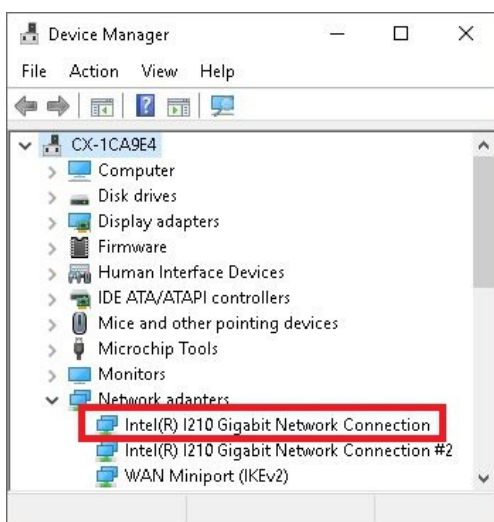 Device Manager
File Action View Help
CX-1CA9E4
Computer
Disk drives
Display adapters
Firmware
Human Interface Devices
IDE ATA/ATAPI controllers
Mice and other pointing devices
Microchip Tools
Monitors
Network adapters
Intel(R) I210 Gigabit Network Connection
Intel(R) I210 Gigabit Network Connection #2
WAN Miniport (IKEv2)